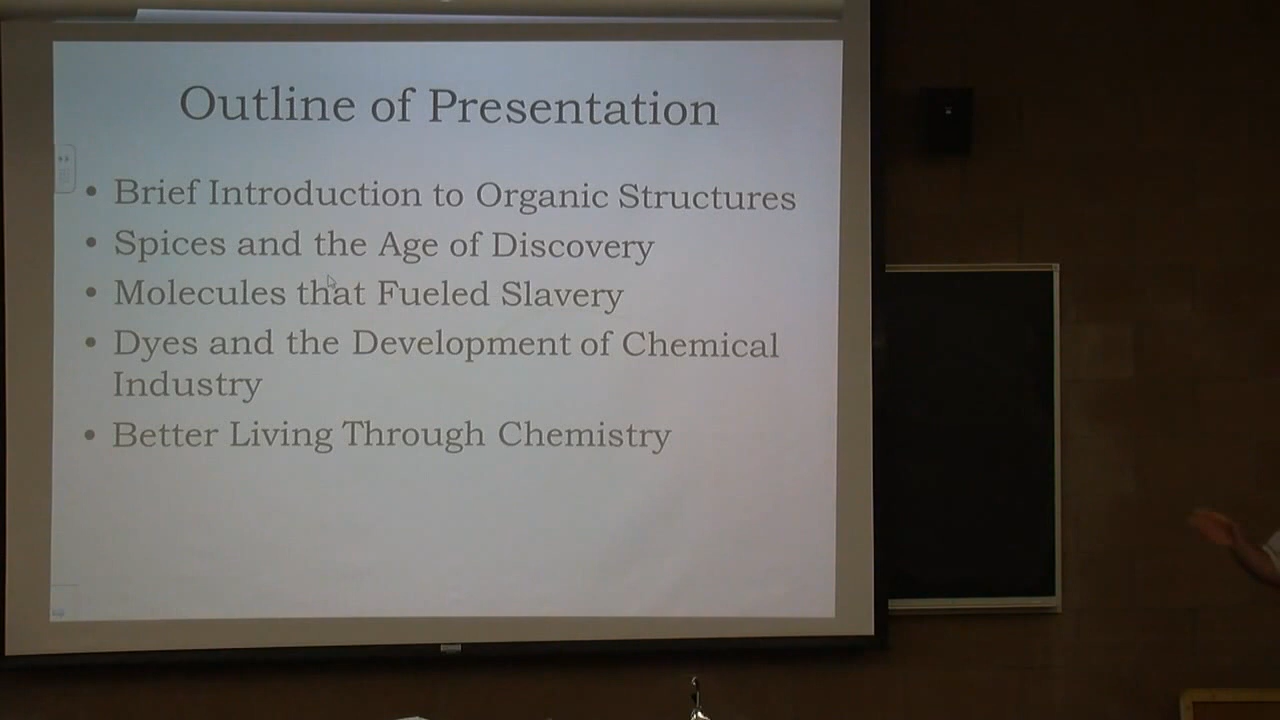 Outline of Presentation
• Brief Introduction to Organic Structures
• Spices and the Age of Discovery
• Molecules that Fueled Slavery
• Dyes and the Development of Chemical
Industry
• Better Living Through Chemistry